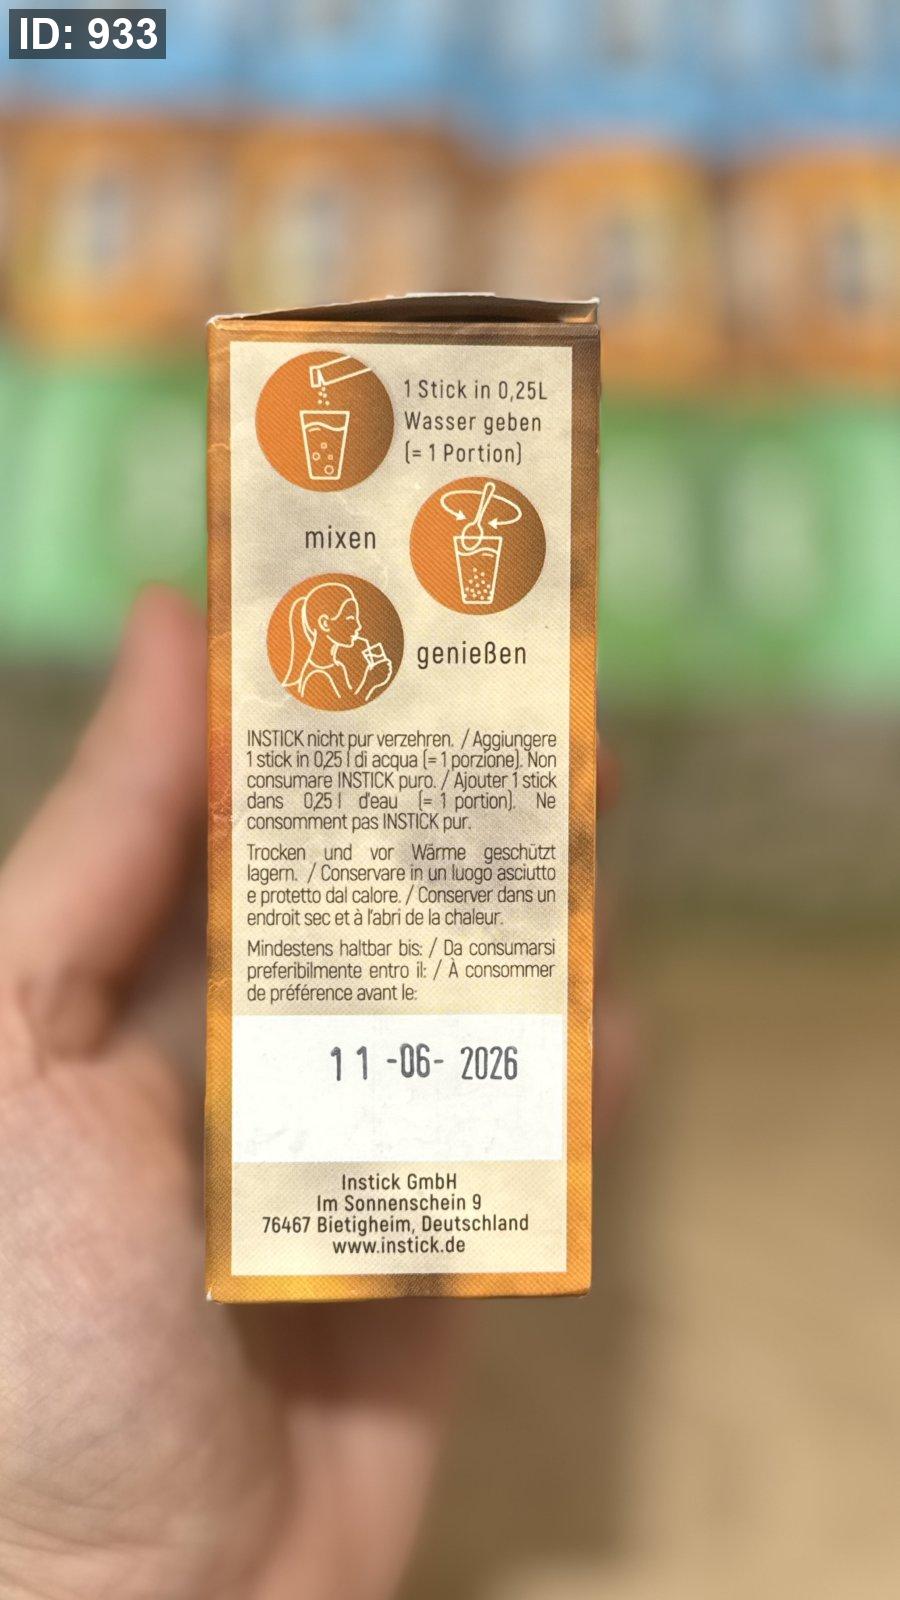 ID: 933
1 Stick in 0,25L
Wasser geben
(= 1 Portion)
mixen
genießen
INSTICK nicht pur verzehren. / Aggiungere
1 stick in 0,25 l di acqua (= 1 porzione). Non
consumare INSTICK puro. / Ajouter 1 stick
dans 0,25 l d'eau (= 1 portion). Ne
consomment pas INSTICK pur.
Trocken und vor Wärme geschützt
lagern. / Conservare in un luogo asciutto
e protetto dal calore. / Conserver dans un
endroit sec et à l'abri de la chaleur.
Mindestens haltbar bis: / Da consumarsi
preferibilmente entro il: / À consommer
de préférence avant le:
11 -06- 2026
Instick GmbH
Im Sonnenschein 9
76467 Bietigheim, Deutschland
www.instick.de